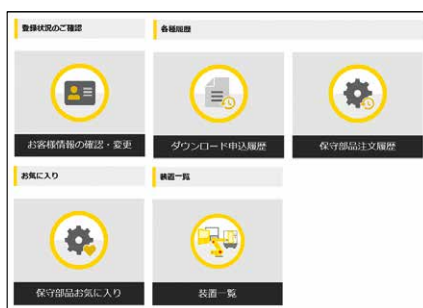 登録状況のご確認
各種履歴
お客様情報の確認・変更
ダウンロード申込履歴
保守部品注文履歴
お気に入り
装置一覧
保守部品お気に入り
装置一覧